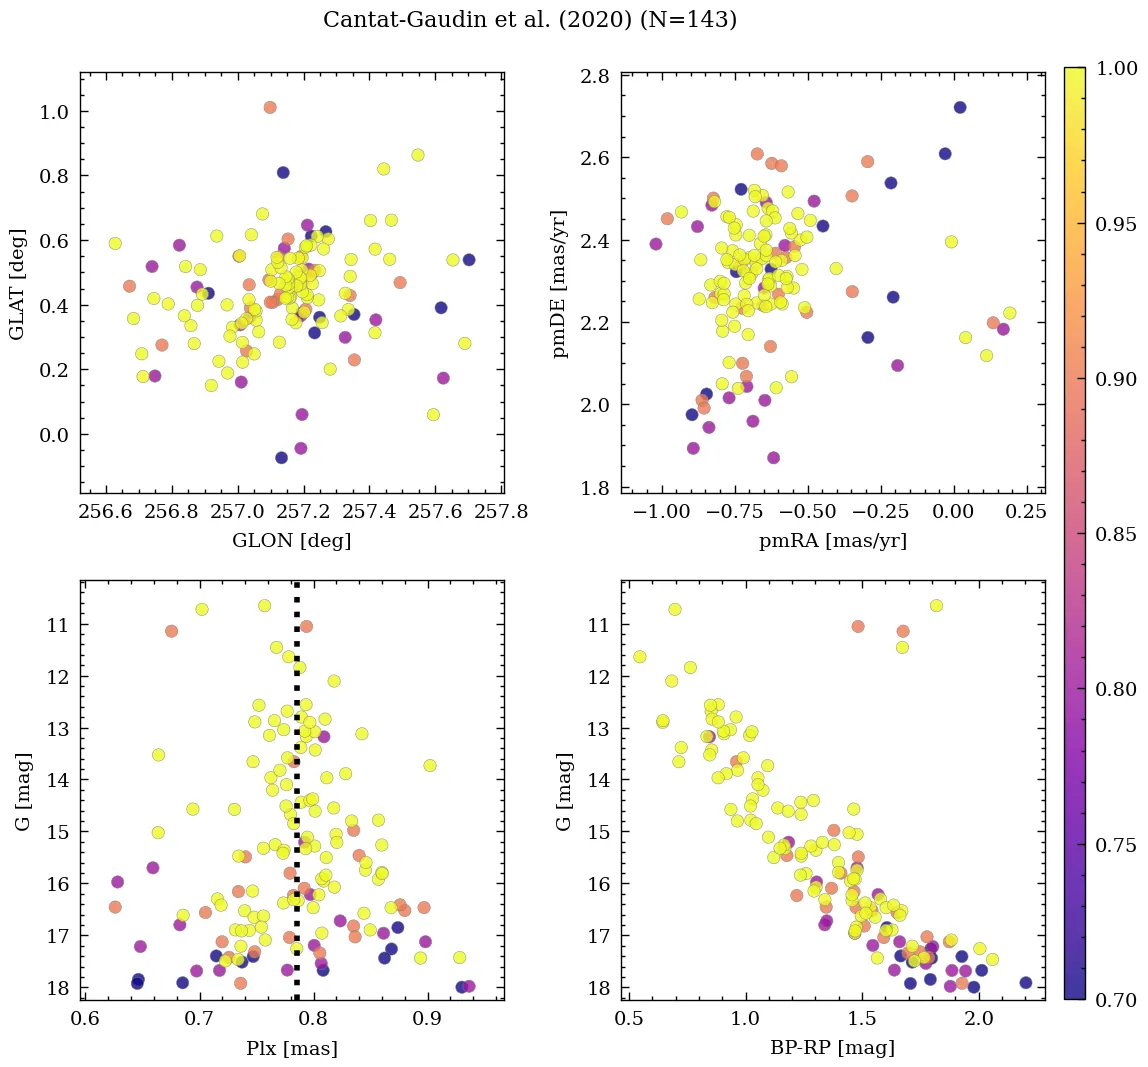 Cantat-Gaudin et al. (2020) (N=143)
GLAT [deg]
1.0
0.8
0.6
0.4
0.2
0.0
256.6 256.8 257.0 257.2 257.4 257.6 257.8
GLON [deg]
pmDE [mas/yr]
2.8
2.6
2.4
2.2
2.0
1.8
−1.00 −0.75 −0.50 −0.25 0.00 0.25
pmRA [mas/yr]
G [mag]
11
12
13
14
15
16
17
18
0.6 0.7 0.8 0.9
Plx [mas]
G [mag]
11
12
13
14
15
16
17
18
0.5 1.0 1.5 2.0
BP-RP [mag]
1.00
0.95
0.90
0.85
0.80
0.75
0.70